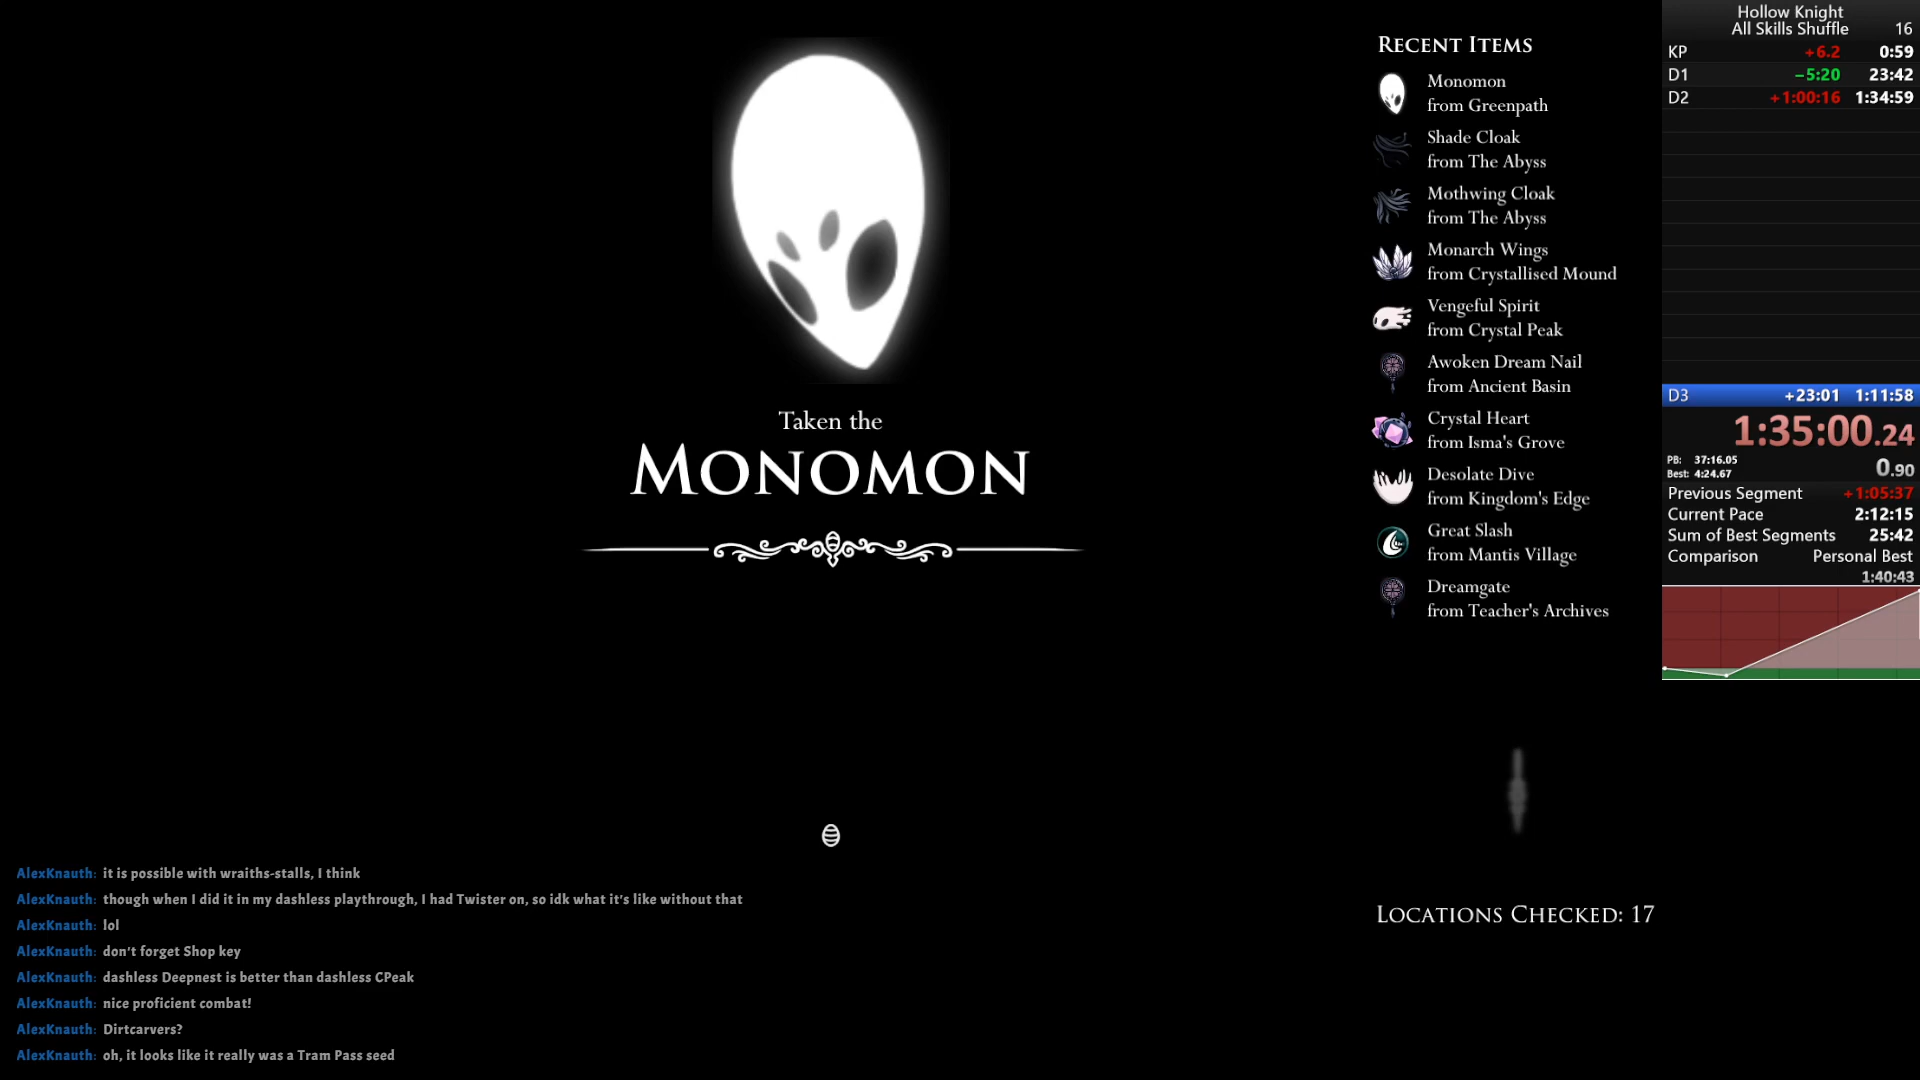 Taken the
MONOMON
RECENT ITEMS
Monomon
from Greenpath
Shade Cloak
from The Abyss
Mothwing Cloak
from The Abyss
Monarch Wings
from Crystallised Mound
Vengeful Spirit
from Crystal Peak
Awoken Dream Nail
from Ancient Basin
Crystal Heart
from Isma's Grove
Desolate Dive
from Kingdom's Edge
Great Slash
from Mantis Village
Dreamgate
from Teacher's Archives
LOCATIONS CHECKED: 17
AlexKnauth: it is possible with wraiths-stalls, I think
AlexKnauth: though when I did it in my dashless playthrough, I had Twister on, so idk what it's like without that
AlexKnauth: lol
AlexKnauth: don't forget Shop key
AlexKnauth: dashless Deepnest is better than dashless CPeak
AlexKnauth: nice proficient combat!
AlexKnauth: Dirtcarvers?
AlexKnauth: oh, it looks like it really was a Tram Pass seed
Hollow Knight
All Skills Shuffle 16
KP +6.2 0:59
D1 −5:20 23:42
D2 +1:00:16 1:34:59
D3 +23:01 1:11:58
1:35:00.24
PB: 37:16.05
Best: 4:24.67
0.90
Previous Segment +1:05:37
Current Pace 2:12:15
Sum of Best Segments 25:42
Comparison Personal Best
1:40:43